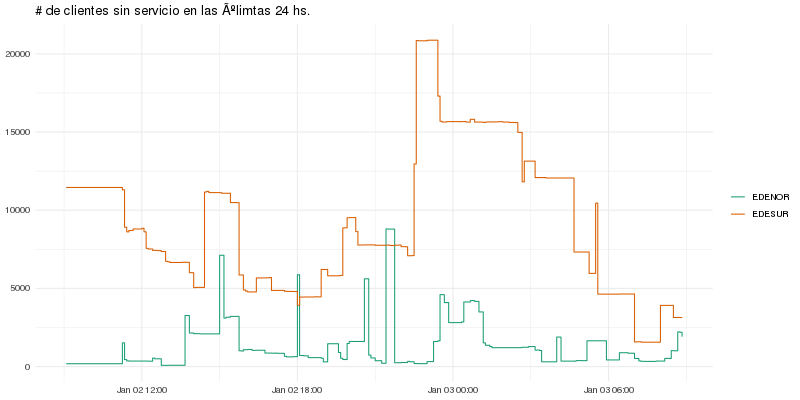 # de clientes sin servicio en las Ãºlimtas 24 hs.
20000
15000
10000
5000
0
Jan 02 12:00
Jan 02 18:00
Jan 03 00:00
Jan 03 06:00
EDENOR
EDESUR